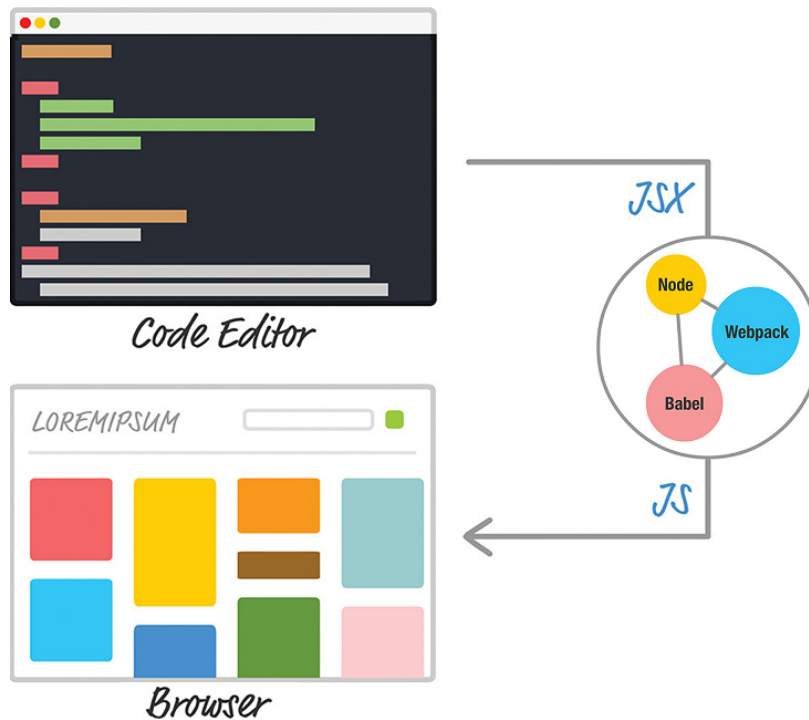 Code Editor
JSX
Node
Webpack
Babel
JS
LOREMIPSUM
Browser